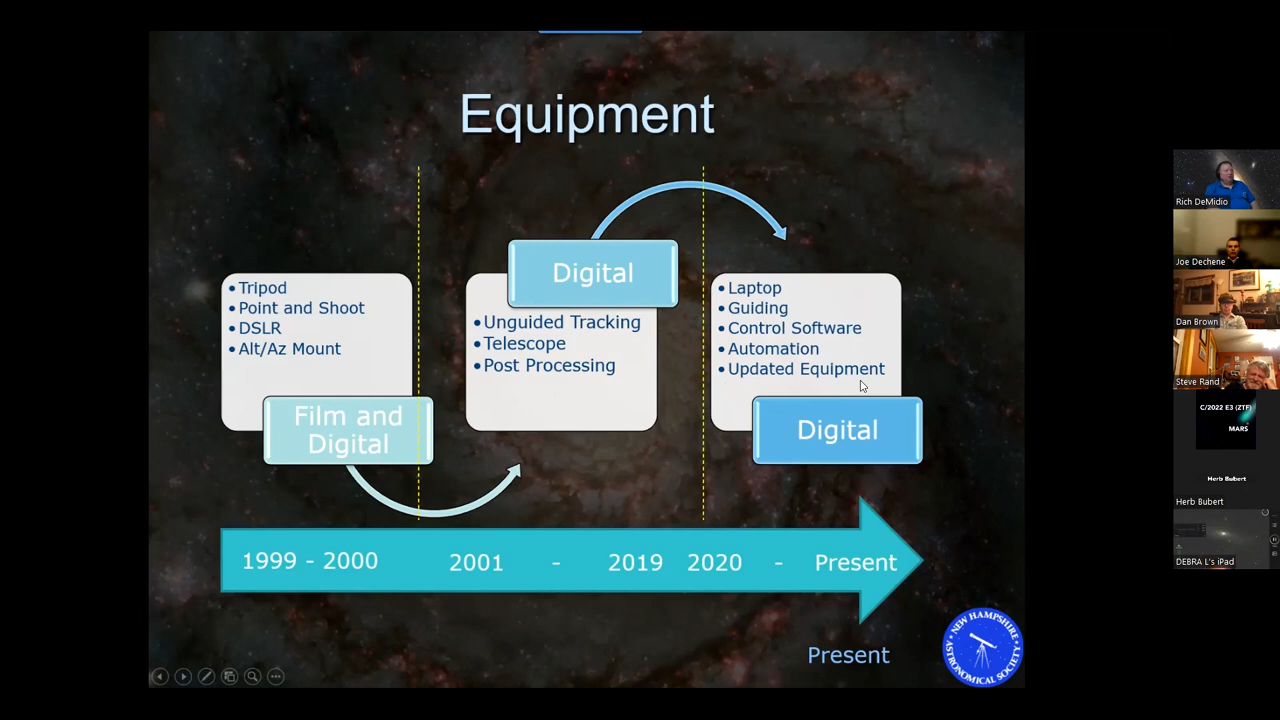 Equipment
• Tripod
• Point and Shoot
• DSLR
• Alt/Az Mount
Film and
Digital
Digital
• Unguided Tracking
• Telescope
• Post Processing
• Laptop
• Guiding
• Control Software
• Automation
• Updated Equipment
Digital
1999 - 2000
2001 - 2019
2020 - Present
Present
NEW HAMPSHIRE
ASTRONOMICAL SOCIETY
Rich DeMidio
Joe Dechene
Dan Brown
Steve Rand
C/2022 E3 (ZTF)
MARS
Herb Bubert
Herb Bubert
DEBRA L's iPad